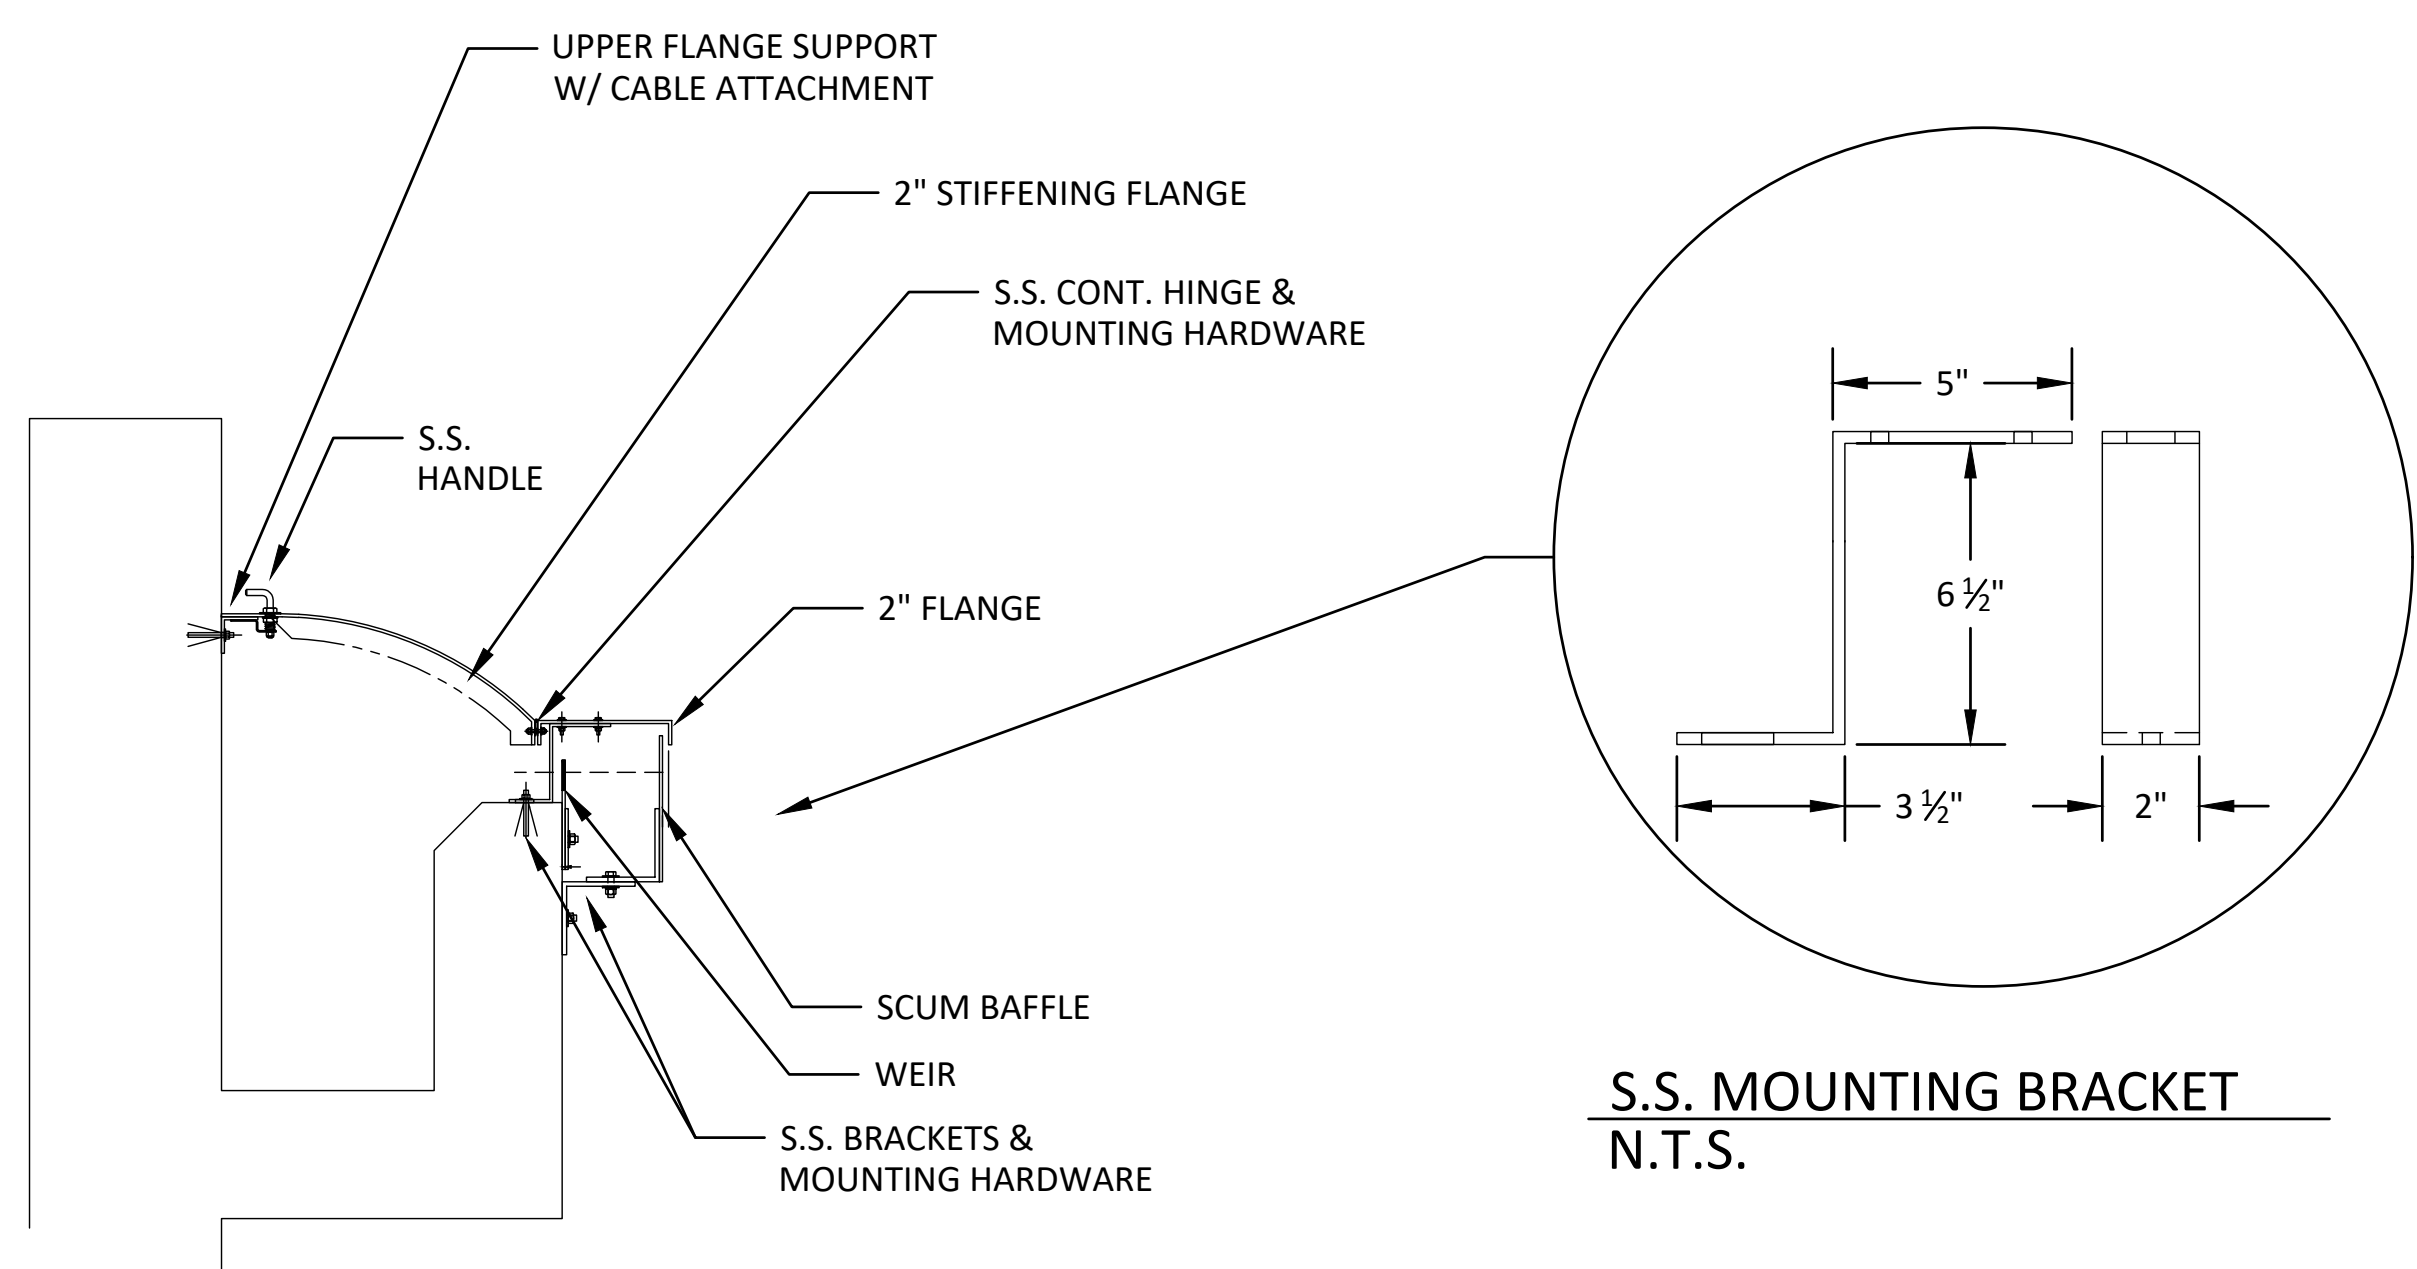 UPPER FLANGE SUPPORT
W/ CABLE ATTACHMENT
2" STIFFENING FLANGE
S.S. CONT. HINGE &
MOUNTING HARDWARE
S.S.
HANDLE
2" FLANGE
SCUM BAFFLE
WEIR
S.S. BRACKETS &
MOUNTING HARDWARE
5"
6 ½"
3 ½"
2"
S.S. MOUNTING BRACKET
N.T.S.